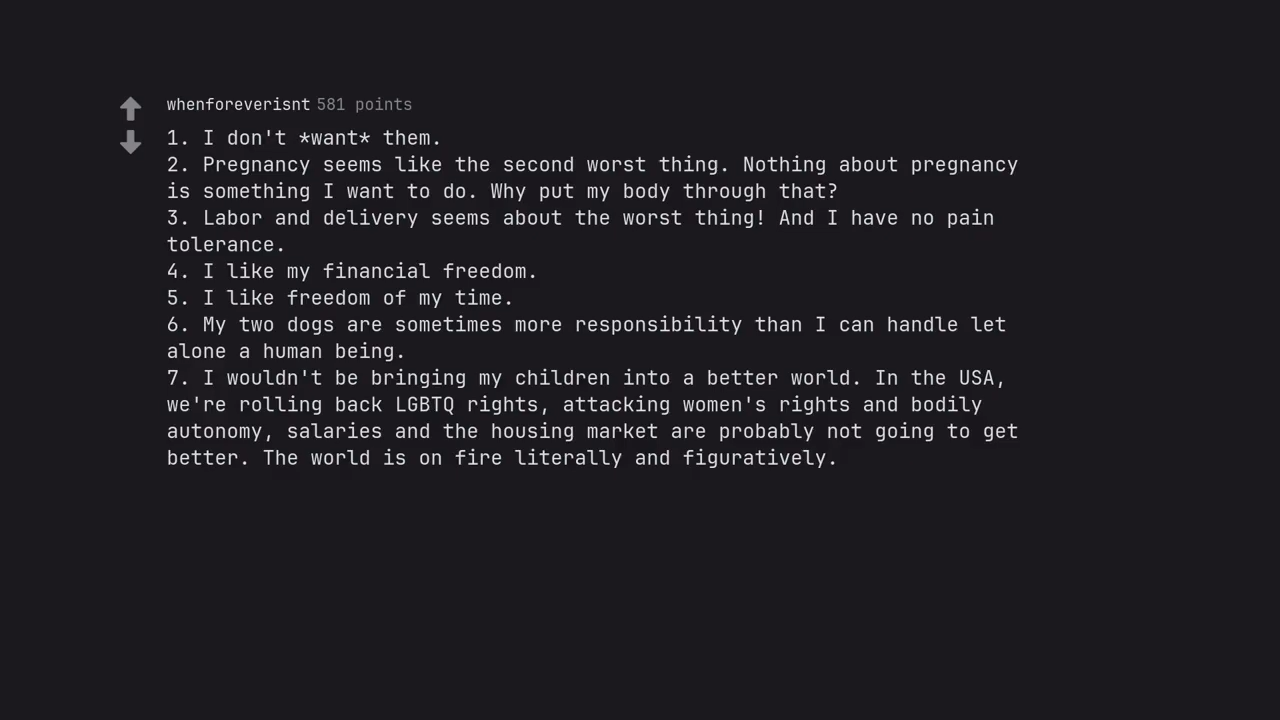 whenforeverisnt 581 points
1. I don't *want* them.
2. Pregnancy seems like the second worst thing. Nothing about pregnancy
is something I want to do. Why put my body through that?
3. Labor and delivery seems about the worst thing! And I have no pain
tolerance.
4. I like my financial freedom.
5. I like freedom of my time.
6. My two dogs are sometimes more responsibility than I can handle let
alone a human being.
7. I wouldn't be bringing my children into a better world. In the USA,
we're rolling back LGBTQ rights, attacking women's rights and bodily
autonomy, salaries and the housing market are probably not going to get
better. The world is on fire literally and figuratively.